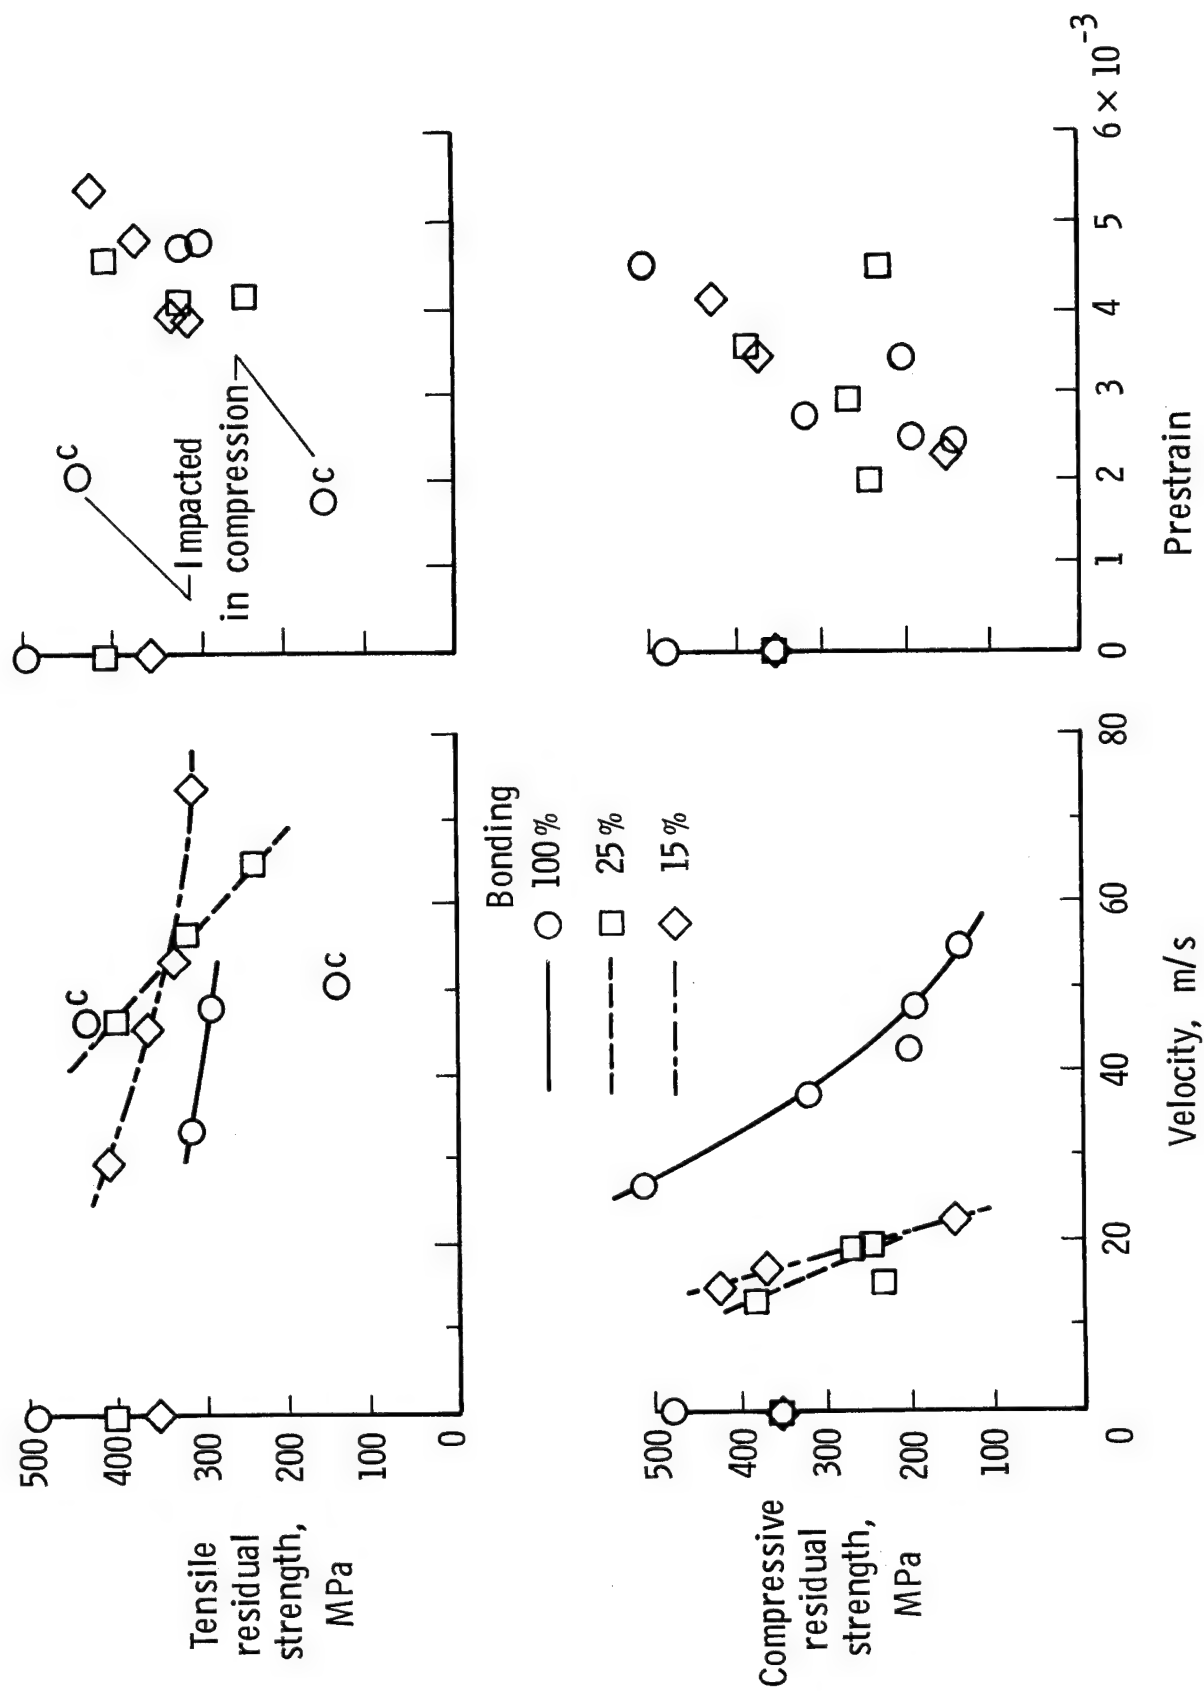 500
400
300
200
100
0
Tensile
residual
strength,
MPa
C
C
C
C
Impacted
in compression
Bonding
100%
25%
15%
500
400
300
200
100
Compressive
residual
strength,
MPa
0
20
40
60
80
Velocity, m/s
0
1
2
3
4
5
6 × 10⁻³
Prestrain